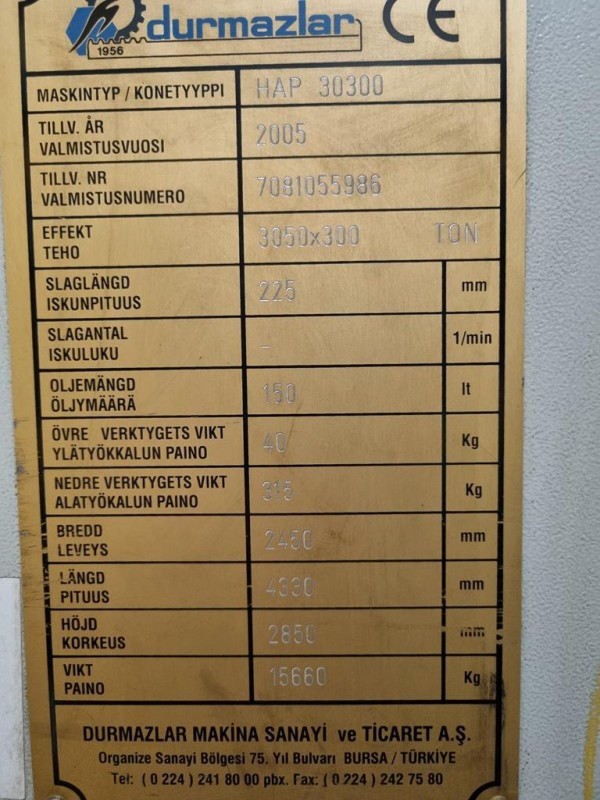 durmazlar CE
1956
MASKINTYP / KONETYYPPI HAP 30300
TILLV. ÅR
VALMISTUSVUOSI 2005
TILLV. NR
VALMISTUSNUMERO 7081055986
EFFEKT
TEHO 3050x300 TON
SLAGLÄNGD
ISKUNPITUUS 225 mm
SLAGANTAL
ISKULUKU - 1/min
OLJEMÄNGD
ÖLJYMÄÄRÄ 150 lt
ÖVRE VERKTYGETS VIKT
YLÄTYÖKKALUN PAINO 40 Kg
NEDRE VERKTYGETS VIKT
ALATYÖKALUN PAINO 315 Kg
BREDD
LEVEYS 2450 mm
LÄNGD
PITUUS 4330 mm
HÖJD
KORKEUS 2850 mm
VIKT
PAINO 15660 Kg
DURMAZLAR MAKİNA SANAYİ ve TİCARET A.Ş.
Organize Sanayi Bölgesi 75. Yıl Bulvarı BURSA / TÜRKİYE
Tel: ( 0 224 ) 241 80 00 pbx. Fax: ( 0 224 ) 242 75 80